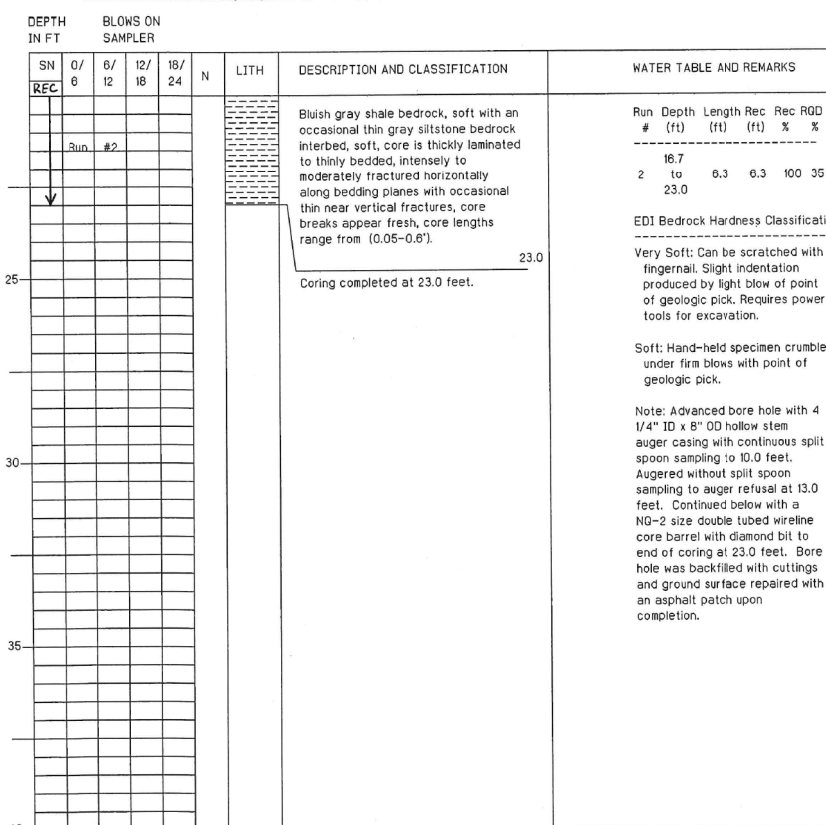 DEPTH BLOWS ON
IN FT SAMPLER
SN 0/ 6/ 12/ 18/ N LITH DESCRIPTION AND CLASSIFICATION WATER TABLE AND REMARKS
REC 6 12 18 24
Run #2
Bluish gray shale bedrock, soft with an
occasional thin gray siltstone bedrock
interbed, soft, core is thickly laminated
to thinly bedded, intensely to
moderately fractured horizontally
along bedding planes with occasional
thin near vertical fractures, core
breaks appear fresh, core lengths
range from (0.05-0.6').
23.0
Coring completed at 23.0 feet.
25
30
35
Run Depth Length Rec Rec RQD
# (ft) (ft) (ft) % %
16.7
2 to 6.3 6.3 100 35
23.0
EDI Bedrock Hardness Classificati
Very Soft: Can be scratched with
fingernail. Slight indentation
produced by light blow of point
of geologic pick. Requires power
tools for excavation.
Soft: Hand-held specimen crumble
under firm blows with point of
geologic pick.
Note: Advanced bore hole with 4
1/4" ID x 8" OD hollow stem
auger casing with continuous split
spoon sampling to 10.0 feet.
Augered without split spoon
sampling to auger refusal at 13.0
feet. Continued below with a
NQ-2 size double tubed wireline
core barrel with diamond bit to
end of coring at 23.0 feet. Bore
hole was backfilled with cuttings
and ground surface repaired with
an asphalt patch upon
completion.